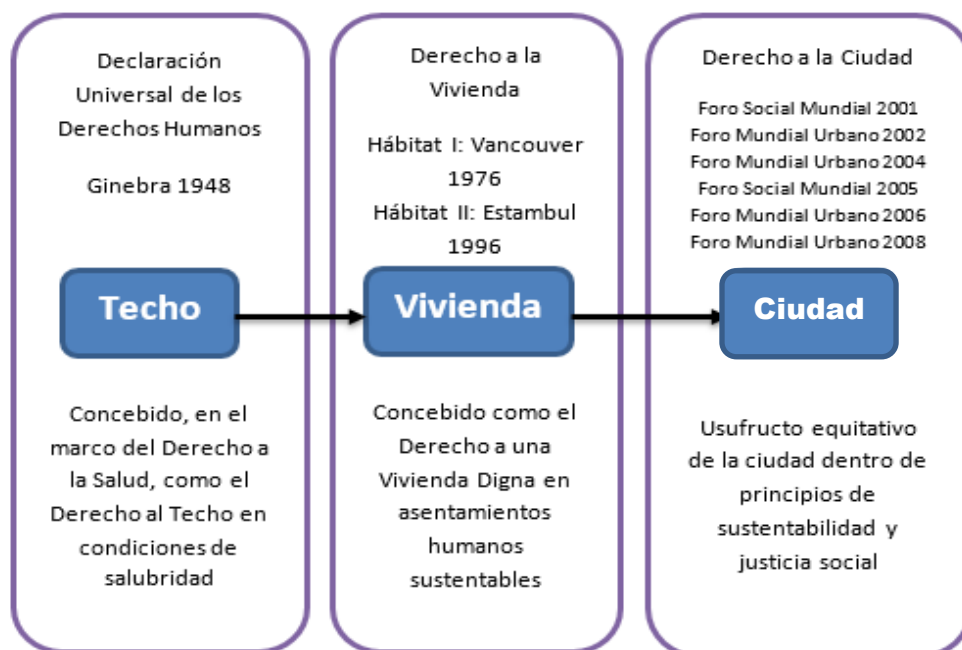 Declaración
Universal de los
Derechos Humanos
Ginebra 1948
Techo
Concebido, en el
marco del Derecho a
la Salud, como el
Derecho al Techo en
condiciones de
salubridad
Derecho a la
Vivienda
Hábitat I: Vancouver
1976
Hábitat II: Estambul
1996
Vivienda
Concebido como el
Derecho a una
Vivienda Digna en
asentamientos
humanos
sustentables
Derecho a la Ciudad
Foro Social Mundial 2001
Foro Mundial Urbano 2002
Foro Mundial Urbano 2004
Foro Social Mundial 2005
Foro Mundial Urbano 2006
Foro Mundial Urbano 2008
Ciudad
Usufructo equitativo
de la ciudad dentro de
principios de
sustentabilidad y
justicia social